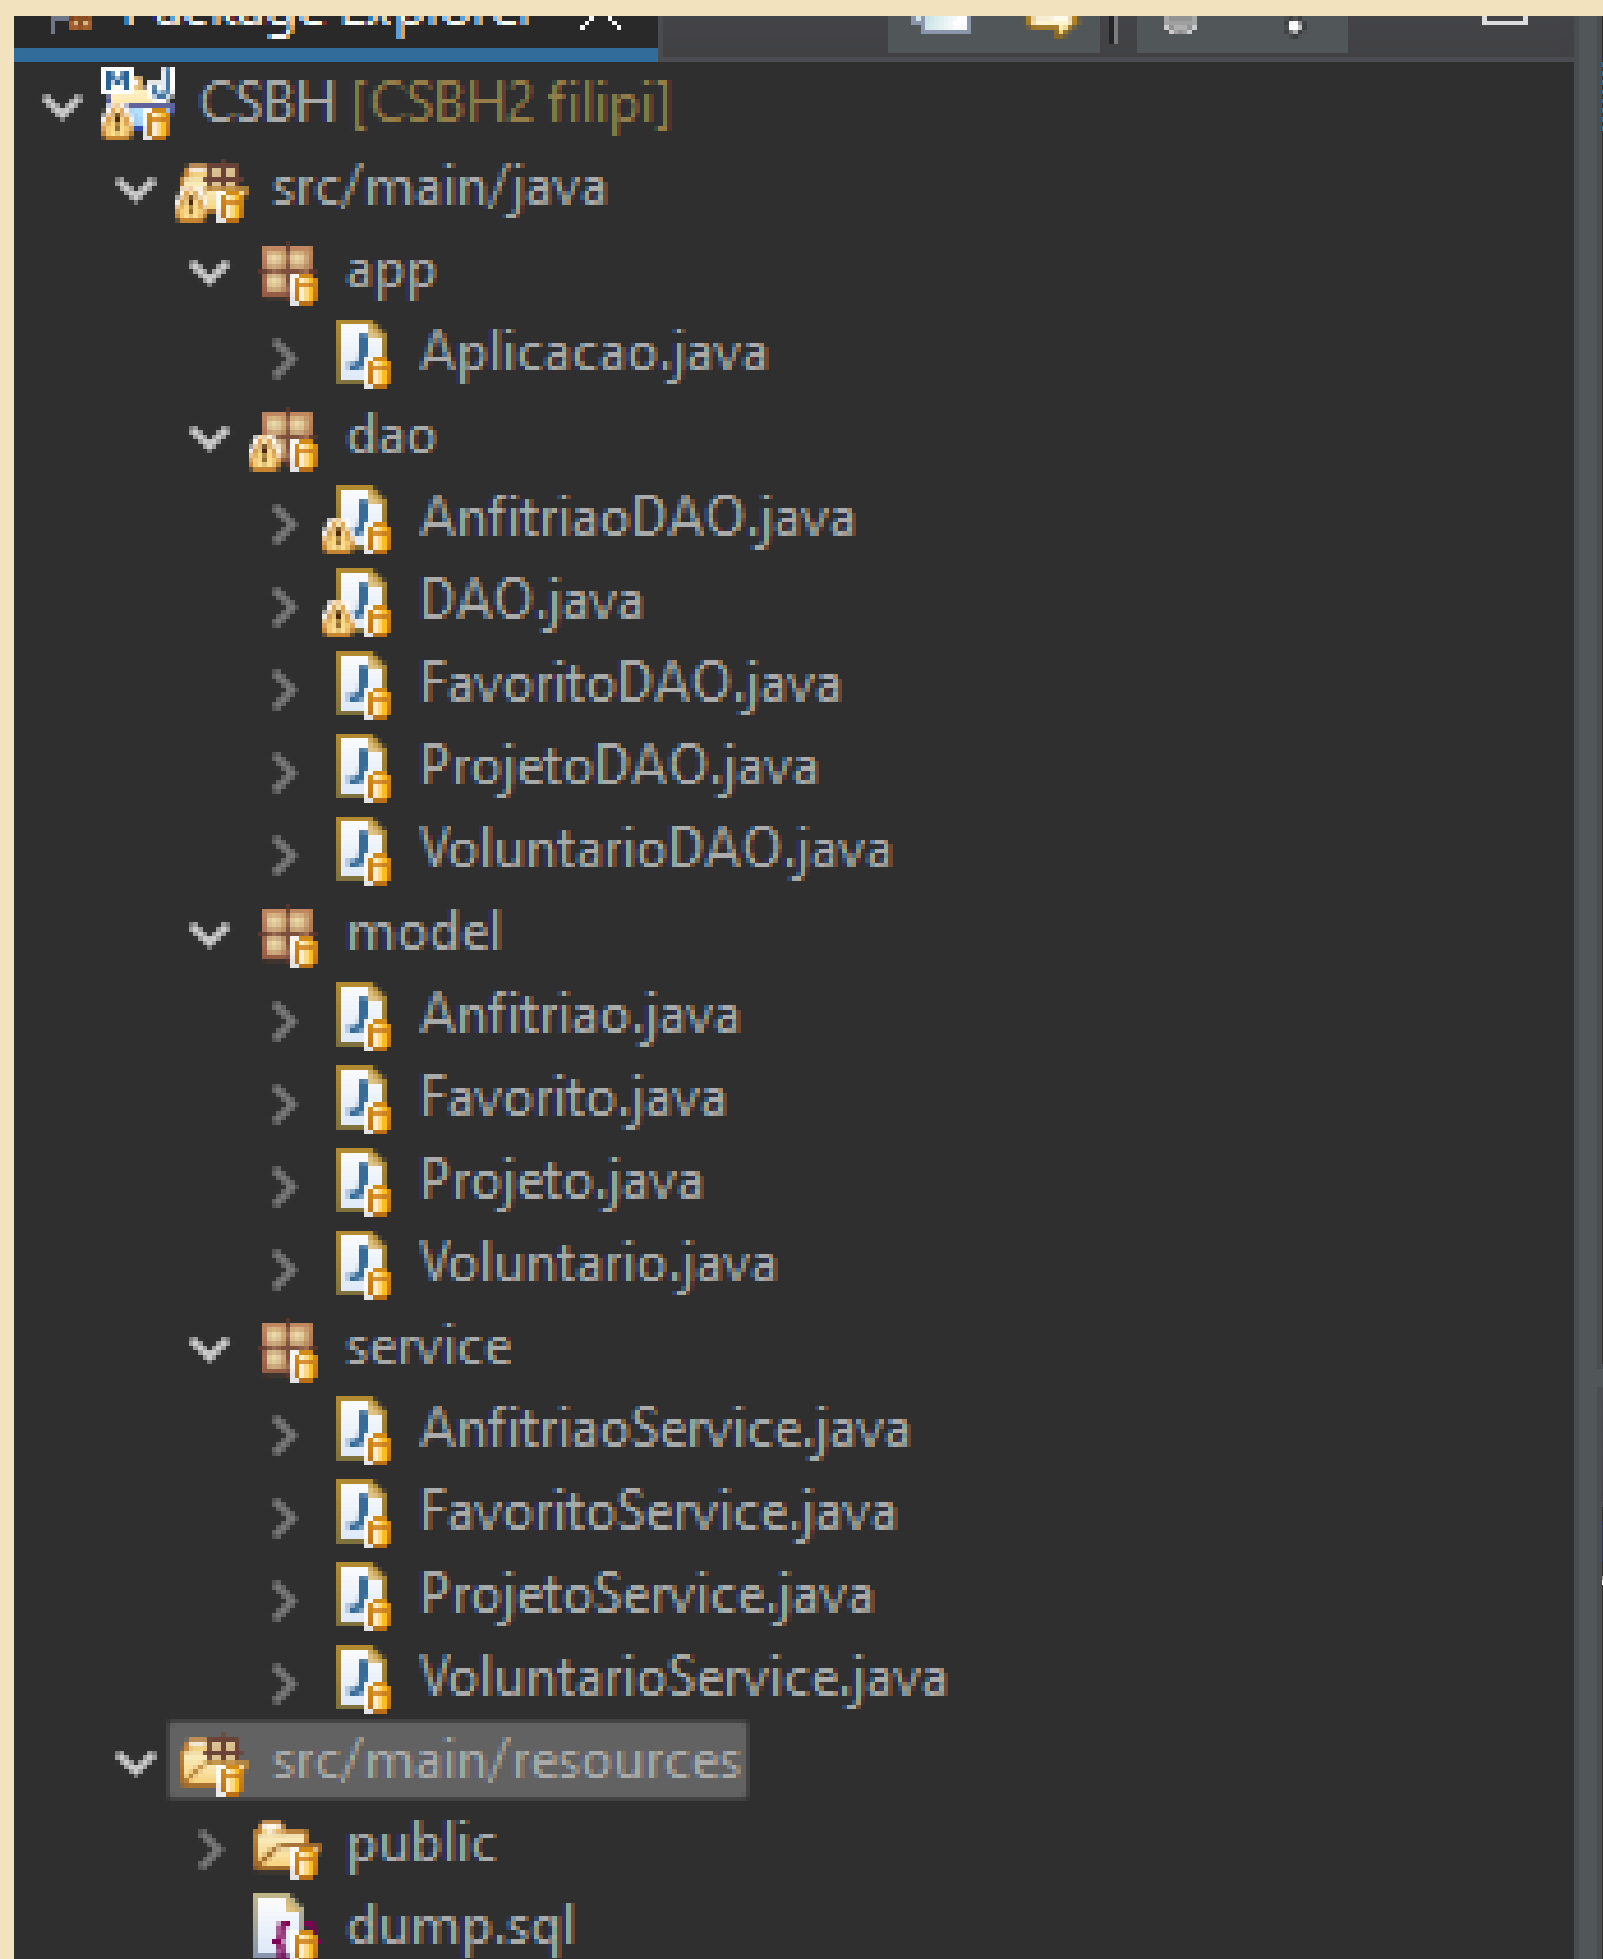 Package Explorer
CSBH [CSBH2 filipi]
src/main/java
app
Aplicacao.java
dao
AnfitriaoDAO.java
DAO.java
FavoritoDAO.java
ProjetoDAO.java
VoluntarioDAO.java
model
Anfitriao.java
Favorito.java
Projeto.java
Voluntario.java
service
AnfitriaoService.java
FavoritoService.java
ProjetoService.java
VoluntarioService.java
src/main/resources
public
dump.sql